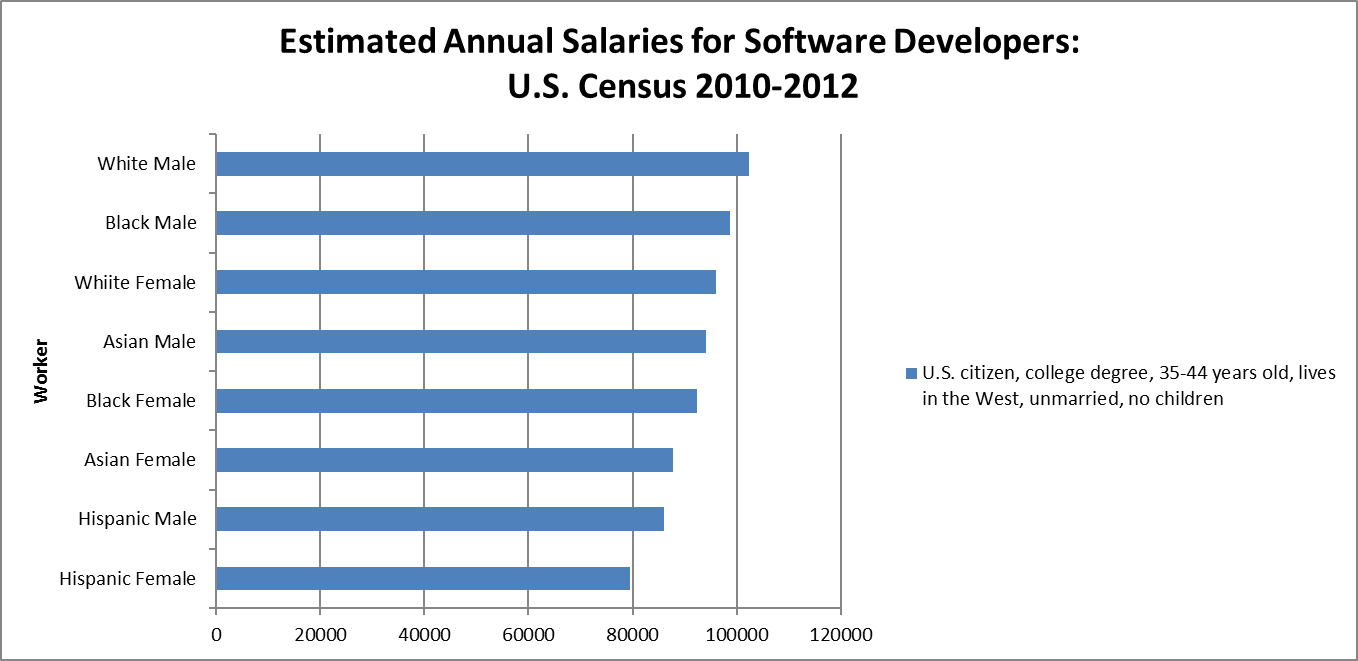 Estimated Annual Salaries for Software Developers:
U.S. Census 2010-2012
Worker
White Male
Black Male
Whiite Female
Asian Male
Black Female
Asian Female
Hispanic Male
Hispanic Female
0 20000 40000 60000 80000 100000 120000
U.S. citizen, college degree, 35-44 years old, lives
in the West, unmarried, no children